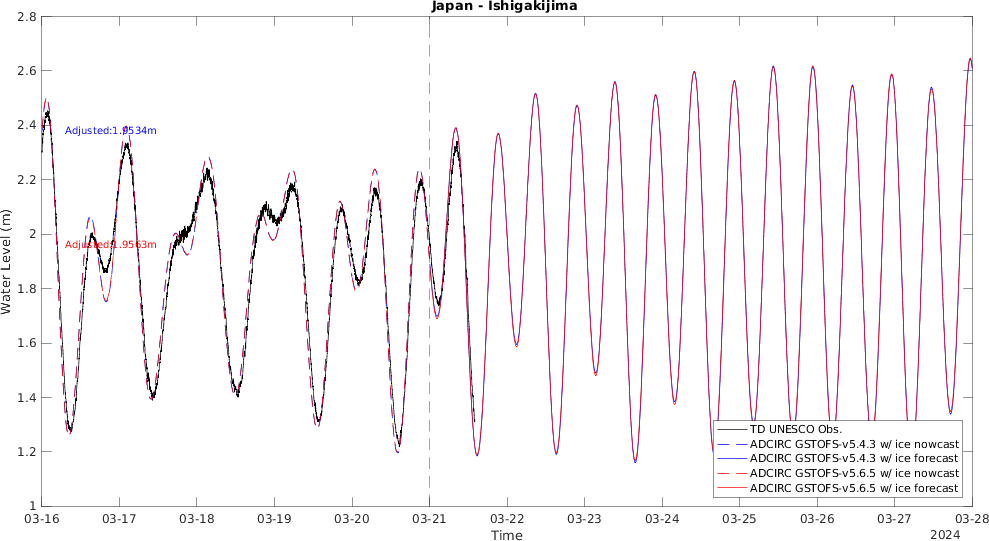 Japan - Ishigakijima
2.8
2.6
2.4
2.2
2
1.8
1.6
1.4
1.2
1
Water Level (m)
Adjusted:1.9534m
Adjusted:1.9563m
TD UNESCO Obs.
ADCIRC GSTOFS-v5.4.3 w/ ice nowcast
ADCIRC GSTOFS-v5.4.3 w/ ice forecast
ADCIRC GSTOFS-v5.6.5 w/ ice nowcast
ADCIRC GSTOFS-v5.6.5 w/ ice forecast
03-16 03-17 03-18 03-19 03-20 03-21 03-22 03-23 03-24 03-25 03-26 03-27 03-28
Time
2024